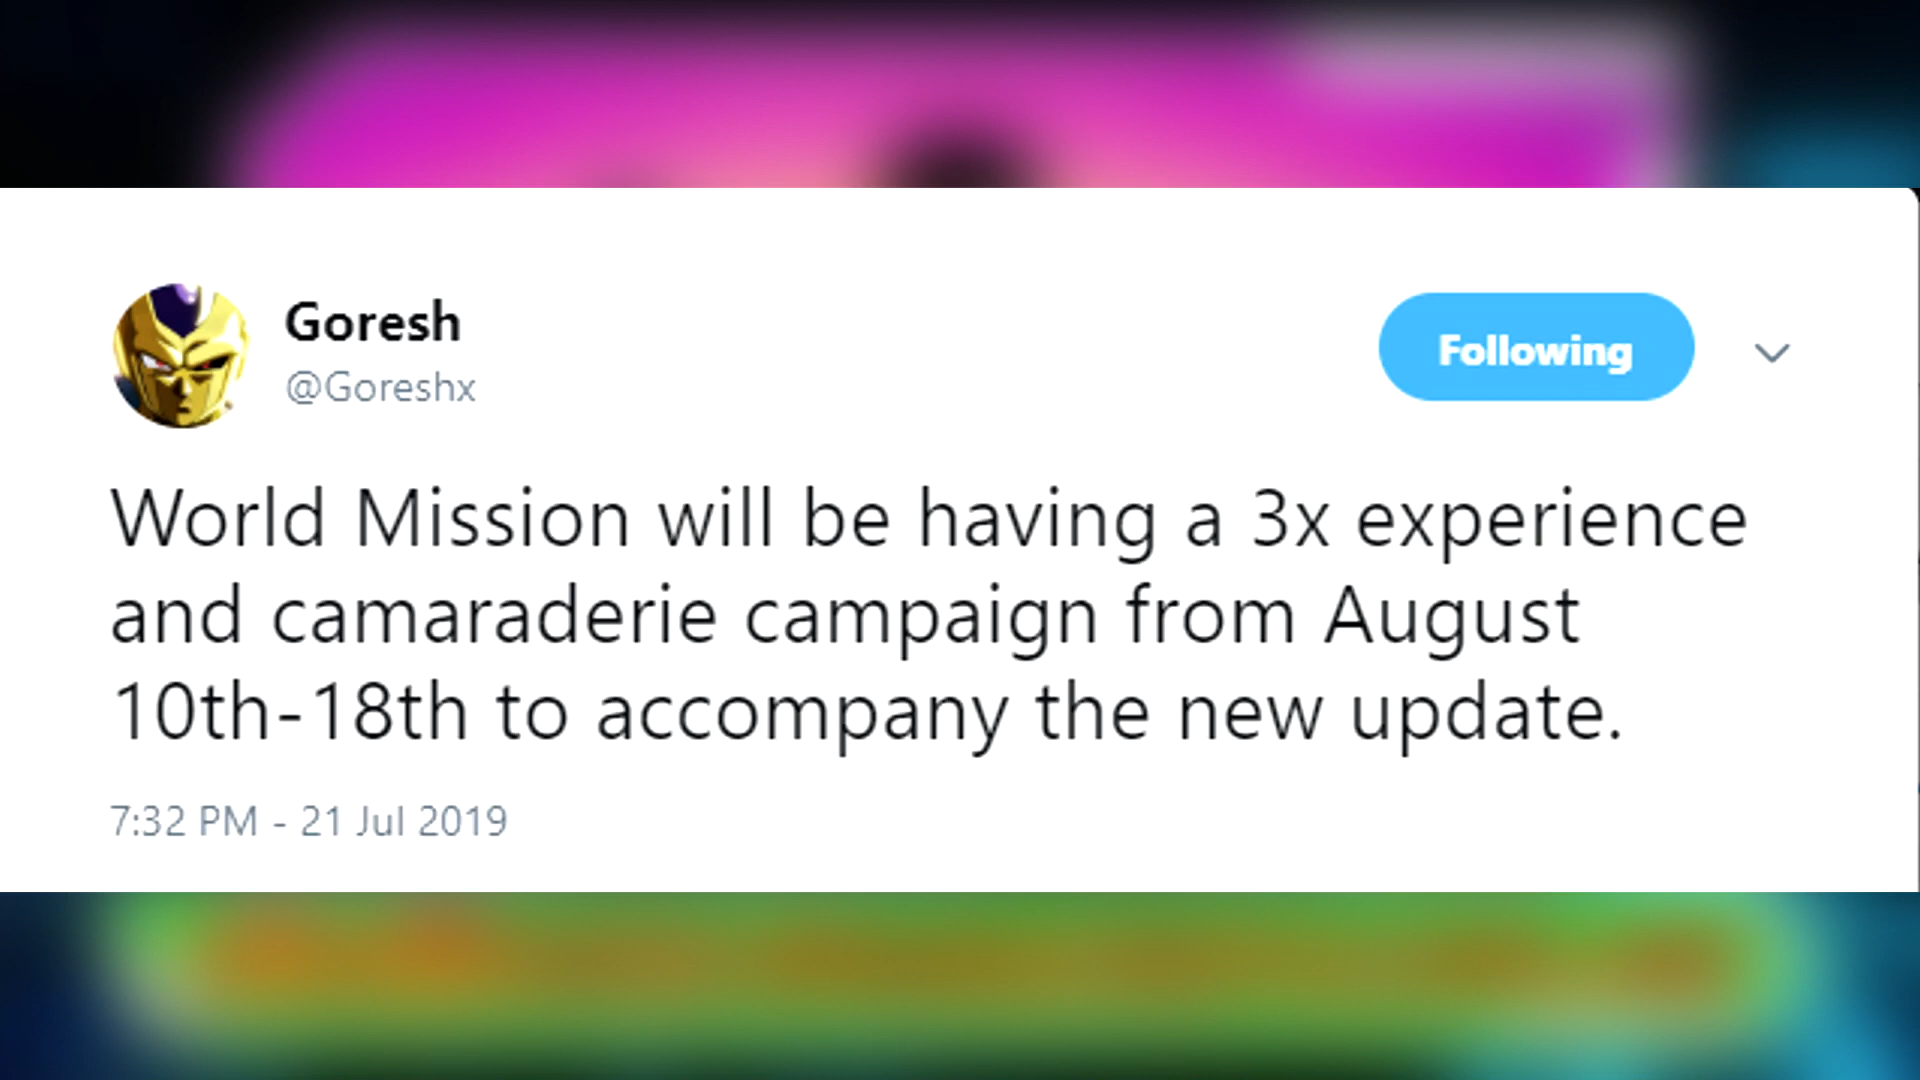 Goresh
@Goreshx
Following
World Mission will be having a 3x experience
and camaraderie campaign from August
10th-18th to accompany the new update.
7:32 PM - 21 Jul 2019